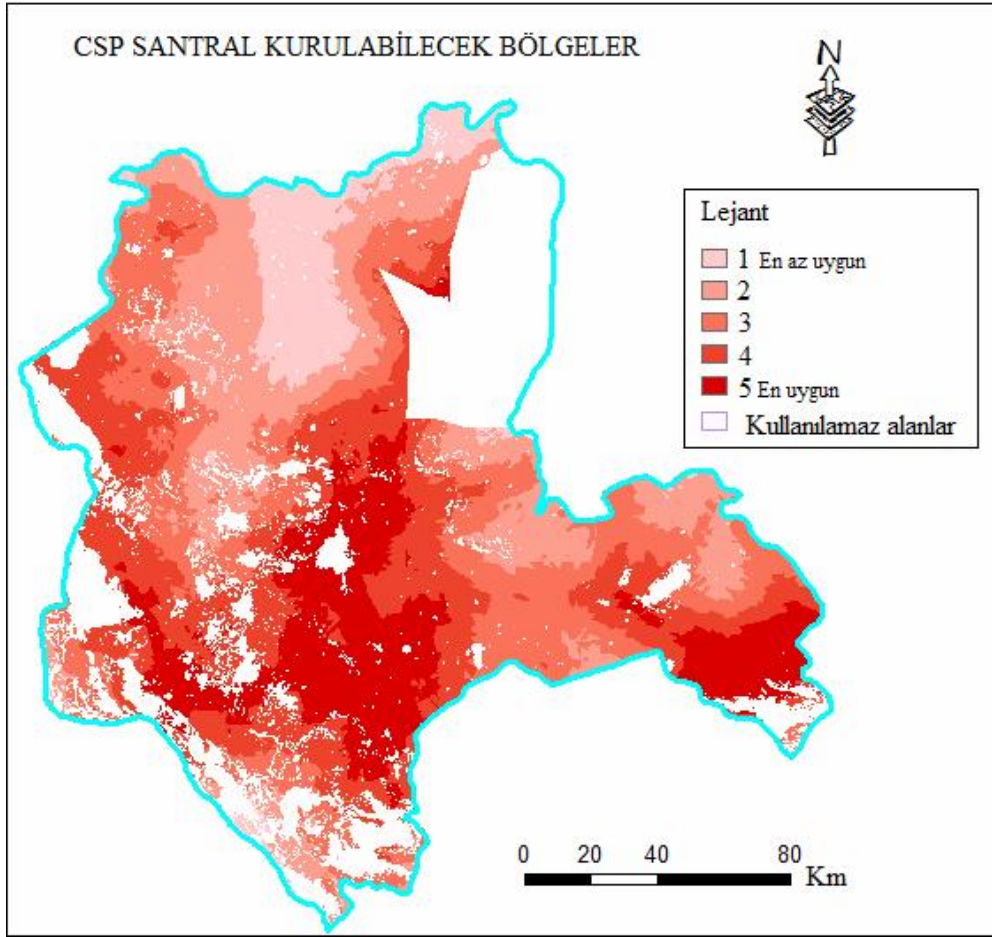 CSP SANTRAL KURULABİLECEK BÖLGELER
N
Lejant
1 En az uygun
2
3
4
5 En uygun
Kullanılamaz alanlar
0 20 40 80
Km